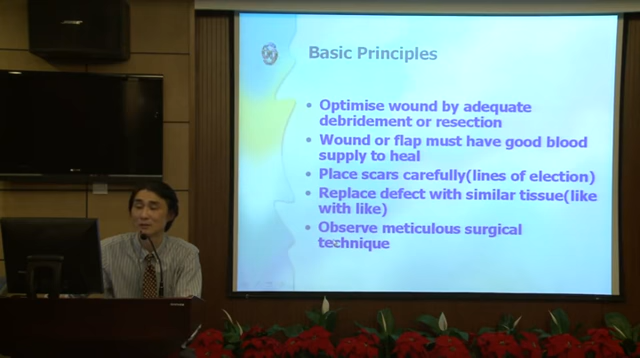 Basic Principles
• Optimise wound by adequate
debridement or resection
• Wound or flap must have good blood
supply to heal
• Place scars carefully(lines of election)
• Replace defect with similar tissue(like
with like)
• Observe meticulous surgical
technique